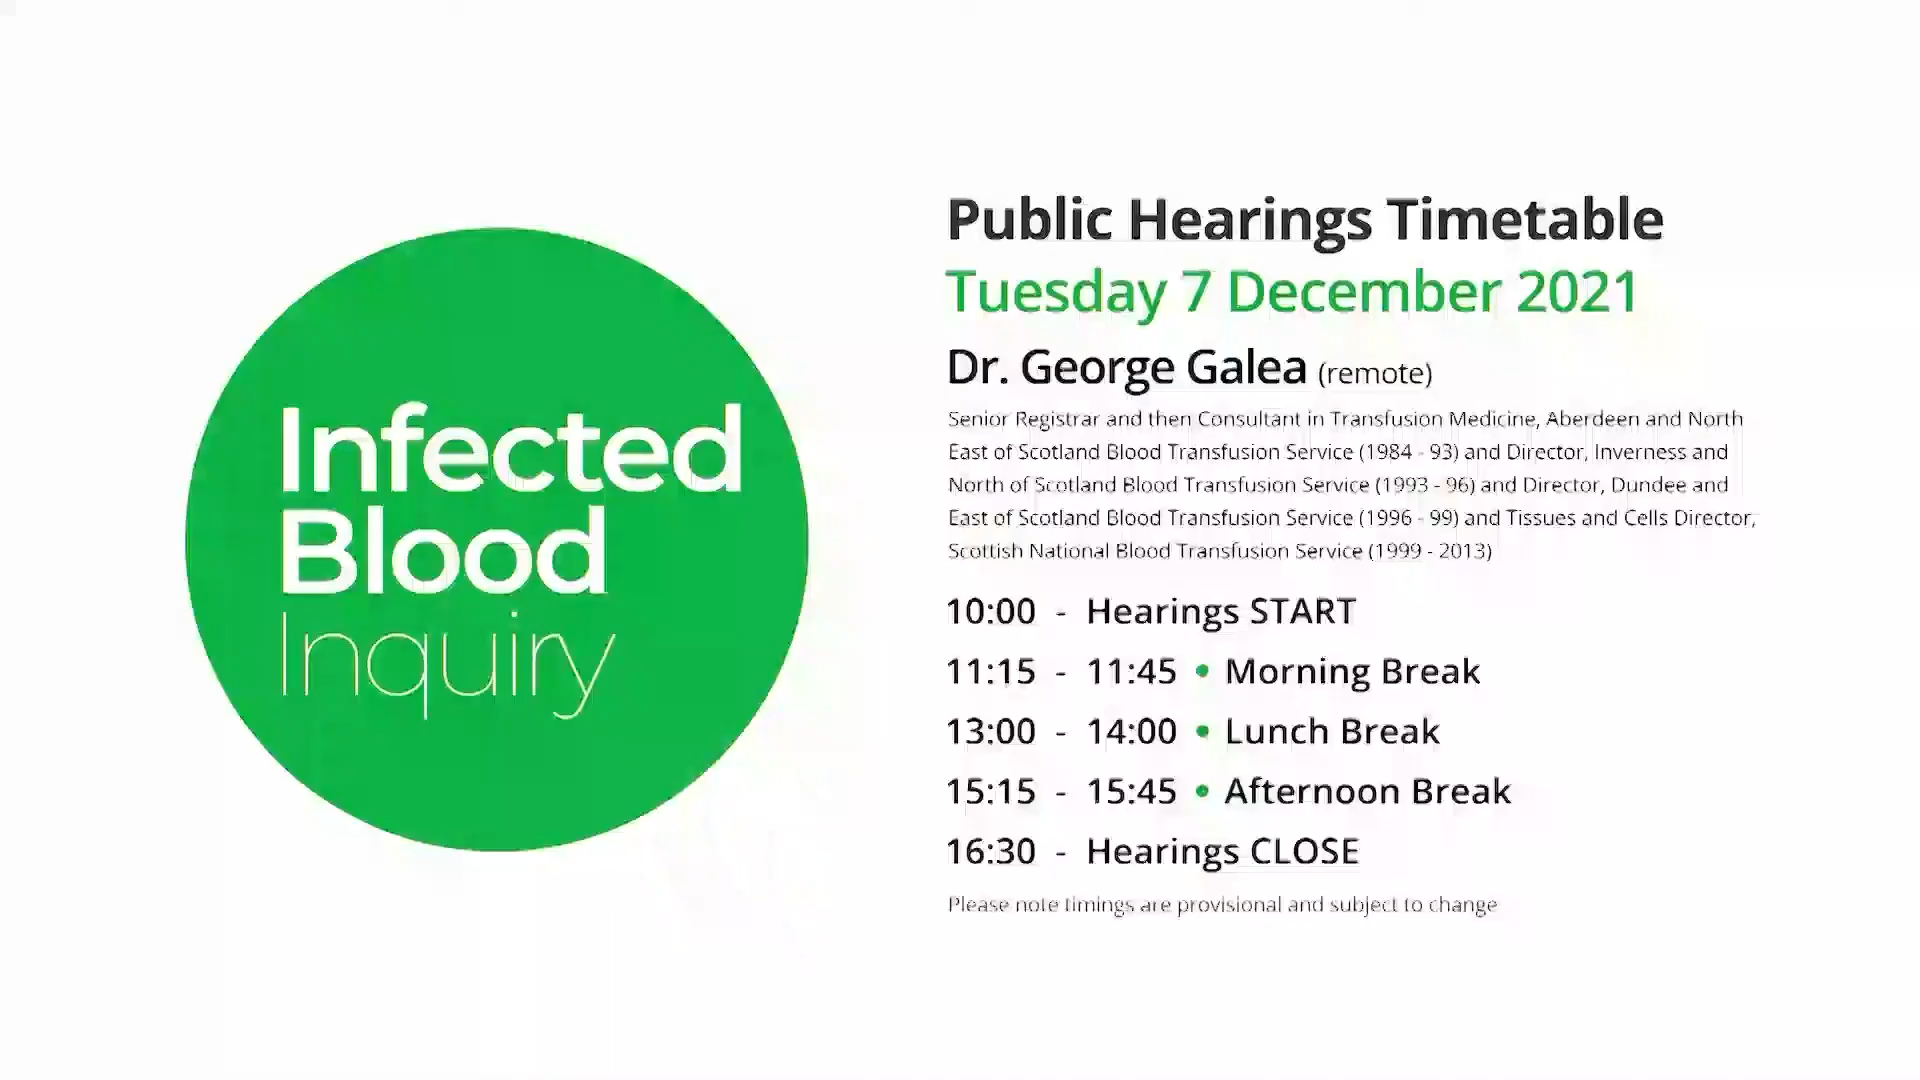 Infected
Blood
Inquiry
Public Hearings Timetable
Tuesday 7 December 2021
Dr. George Galea (remote)
Senior Registrar and then Consultant in Transfusion Medicine, Aberdeen and North
East of Scotland Blood Transfusion Service (1984 - 93) and Director, Inverness and
North of Scotland Blood Transfusion Service (1993 - 96) and Director, Dundee and
East of Scotland Blood Transfusion Service (1996 - 99) and Tissues and Cells Director,
Scottish National Blood Transfusion Service (1999 - 2013)
10:00 - Hearings START
11:15 - 11:45 • Morning Break
13:00 - 14:00 • Lunch Break
15:15 - 15:45 • Afternoon Break
16:30 - Hearings CLOSE
Please note timings are provisional and subject to change